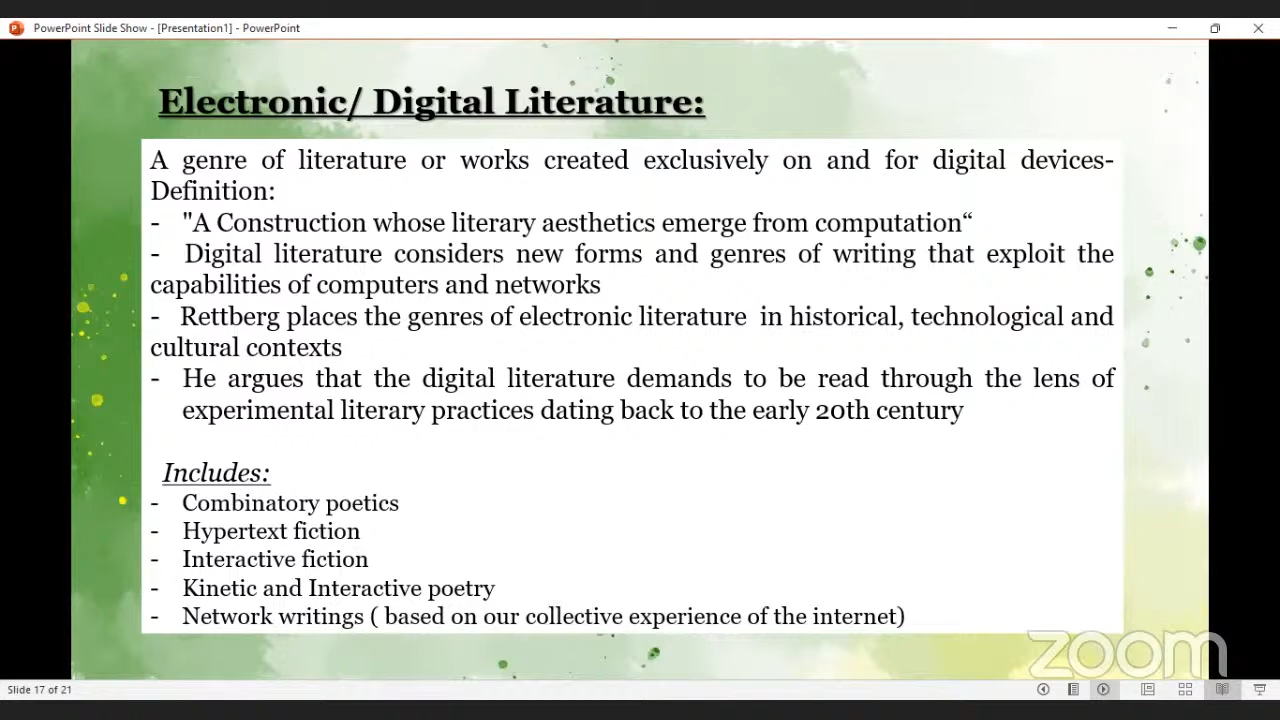 PowerPoint Slide Show - [Presentation1] - PowerPoint
Electronic/ Digital Literature:
A genre of literature or works created exclusively on and for digital devices-
Definition:
- "A Construction whose literary aesthetics emerge from computation“
- Digital literature considers new forms and genres of writing that exploit the
capabilities of computers and networks
- Rettberg places the genres of electronic literature in historical, technological and
cultural contexts
- He argues that the digital literature demands to be read through the lens of
experimental literary practices dating back to the early 20th century
Includes:
- Combinatory poetics
- Hypertext fiction
- Interactive fiction
- Kinetic and Interactive poetry
- Network writings ( based on our collective experience of the internet)
zoom
Slide 17 of 21